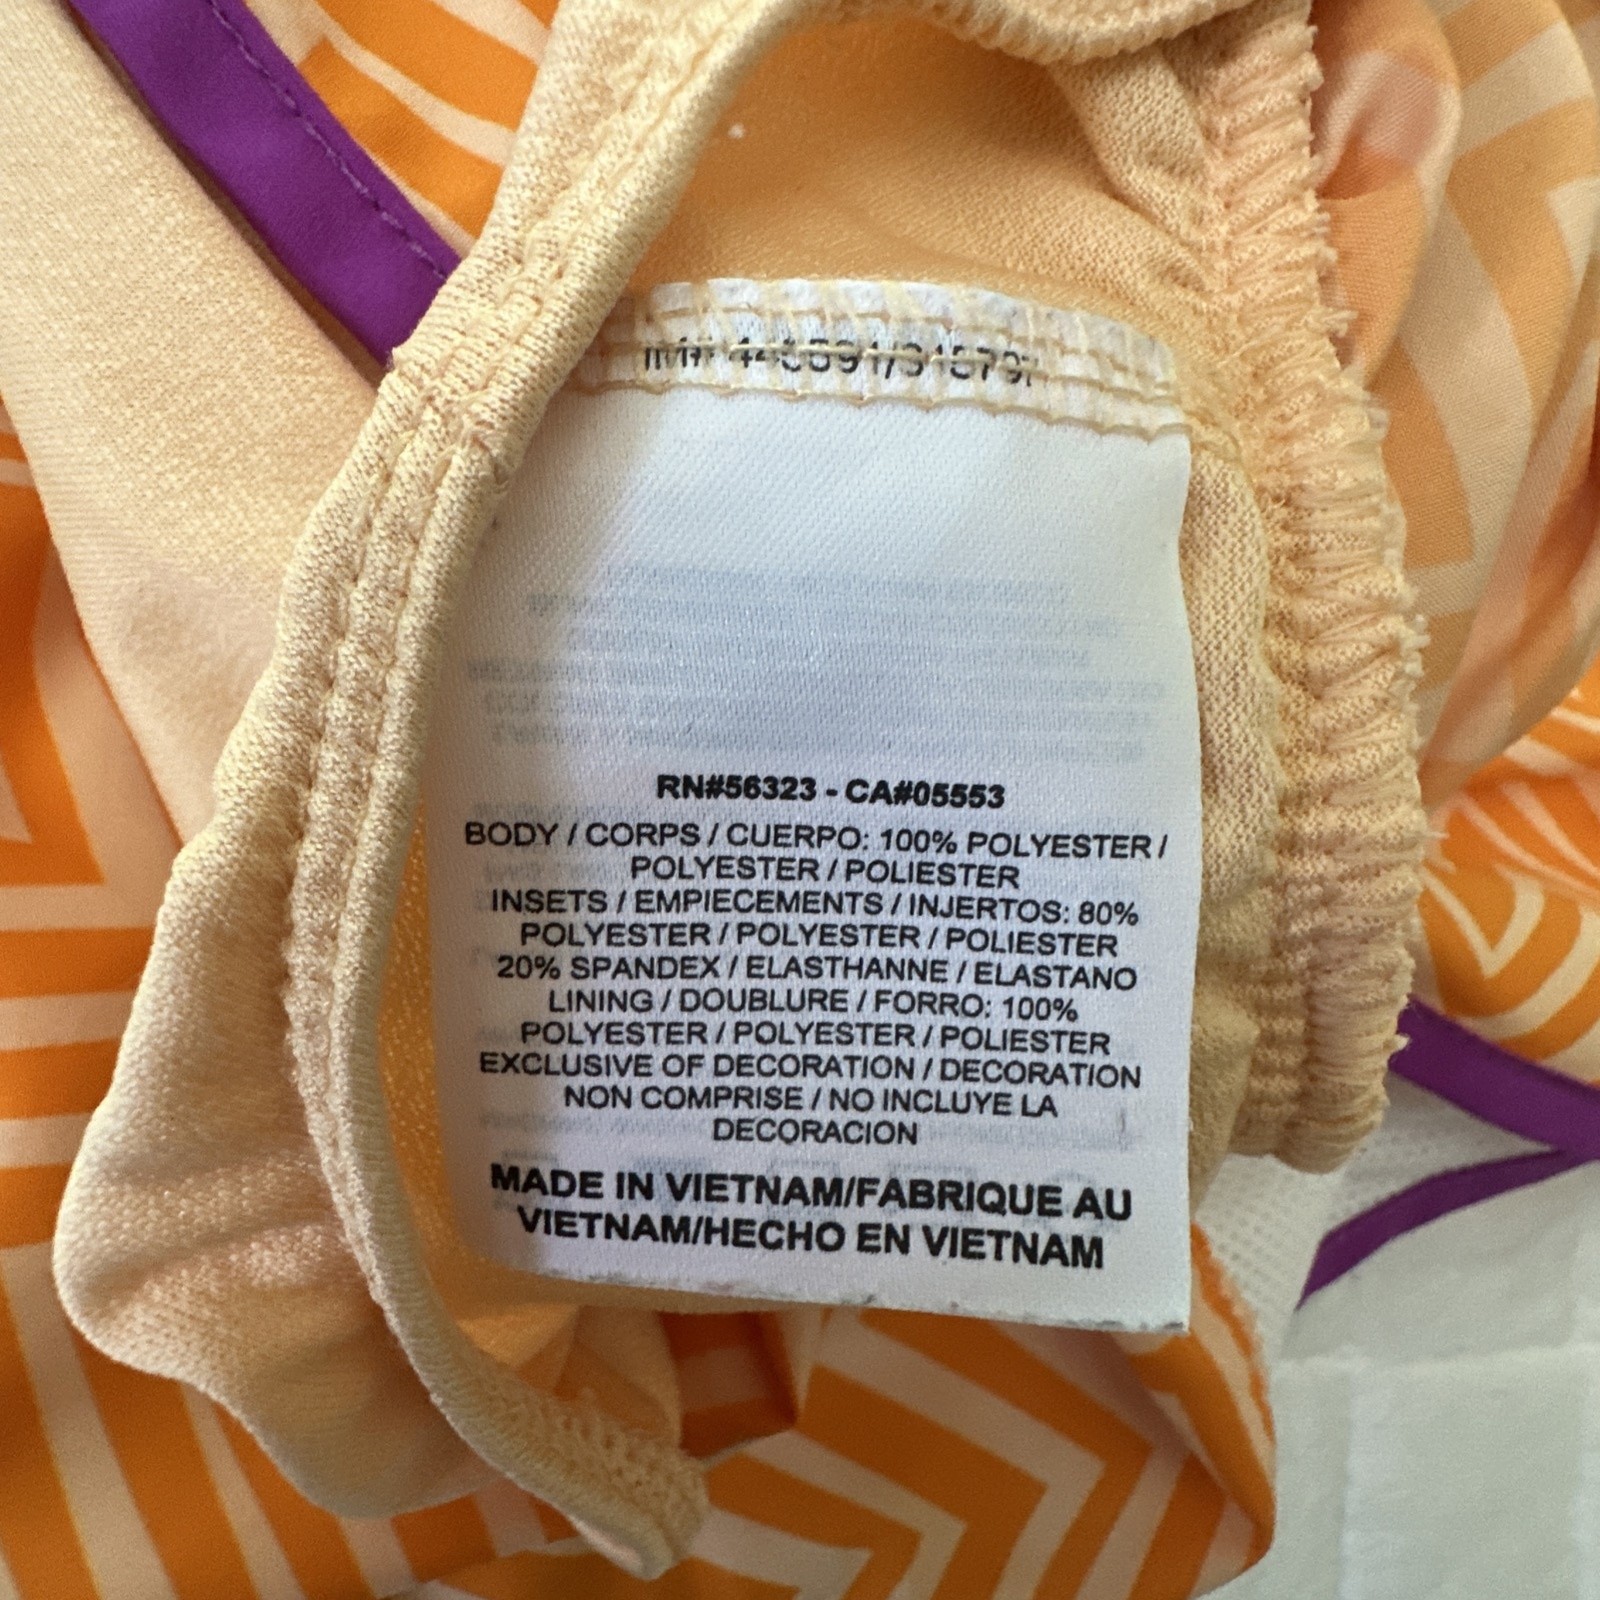 RN#56323 - CA#05553
BODY / CORPS / CUERPO: 100% POLYESTER /
POLYESTER / POLIESTER
INSETS / EMPIECEMENTS / INJERTOS: 80%
POLYESTER / POLYESTER / POLIESTER
20% SPANDEX / ELASTHANNE / ELASTANO
LINING / DOUBLURE / FORRO: 100%
POLYESTER / POLYESTER / POLIESTER
EXCLUSIVE OF DECORATION / DECORATION
NON COMPRISE / NO INCLUYE LA
DECORACION
MADE IN VIETNAM/FABRIQUE AU
VIETNAM/HECHO EN VIETNAM